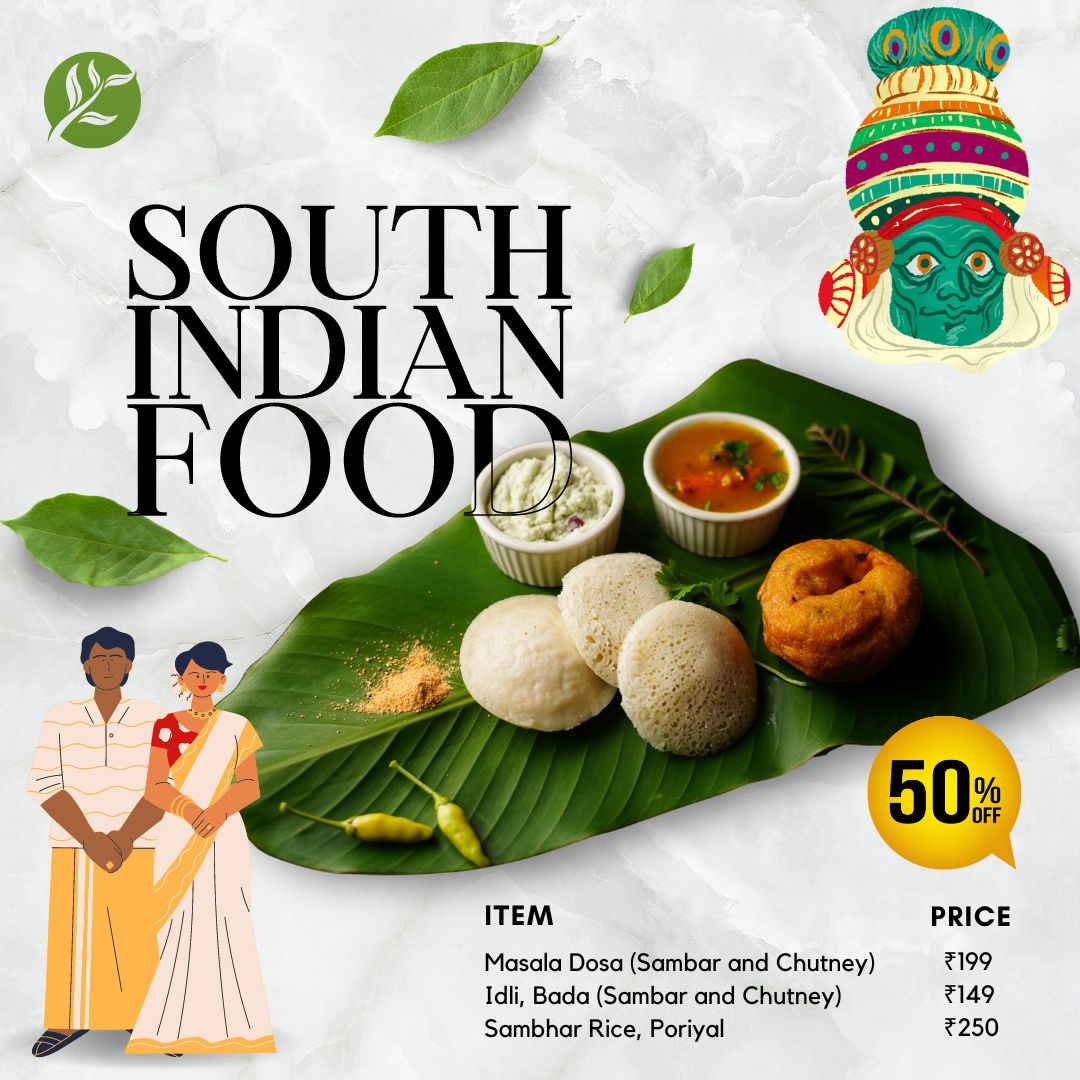 SOUTH
INDIAN
FOOD
50% OFF
ITEM PRICE
Masala Dosa (Sambar and Chutney) ₹199
Idli, Bada (Sambar and Chutney) ₹149
Sambhar Rice, Poriyal ₹250